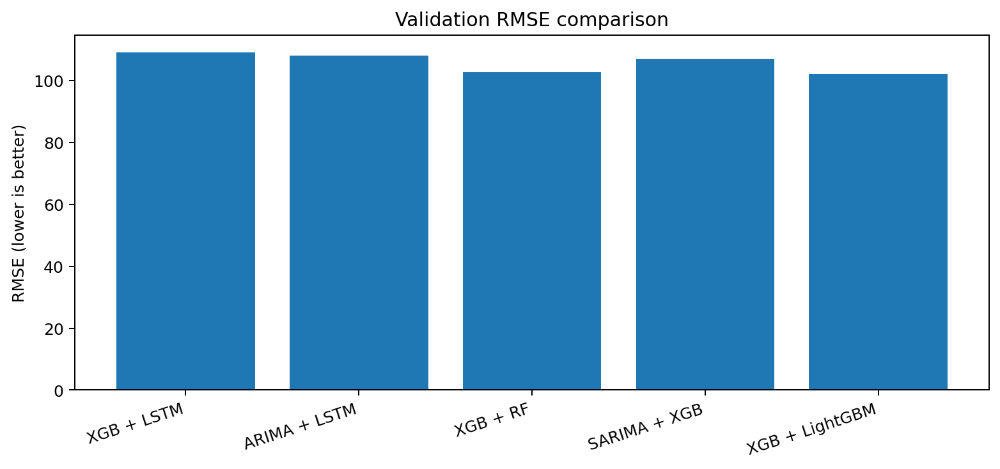 Validation RMSE comparison
RMSE (lower is better)
100
80
60
40
20
0
XGB + LSTM
ARIMA + LSTM
XGB + RF
SARIMA + XGB
XGB + LightGBM